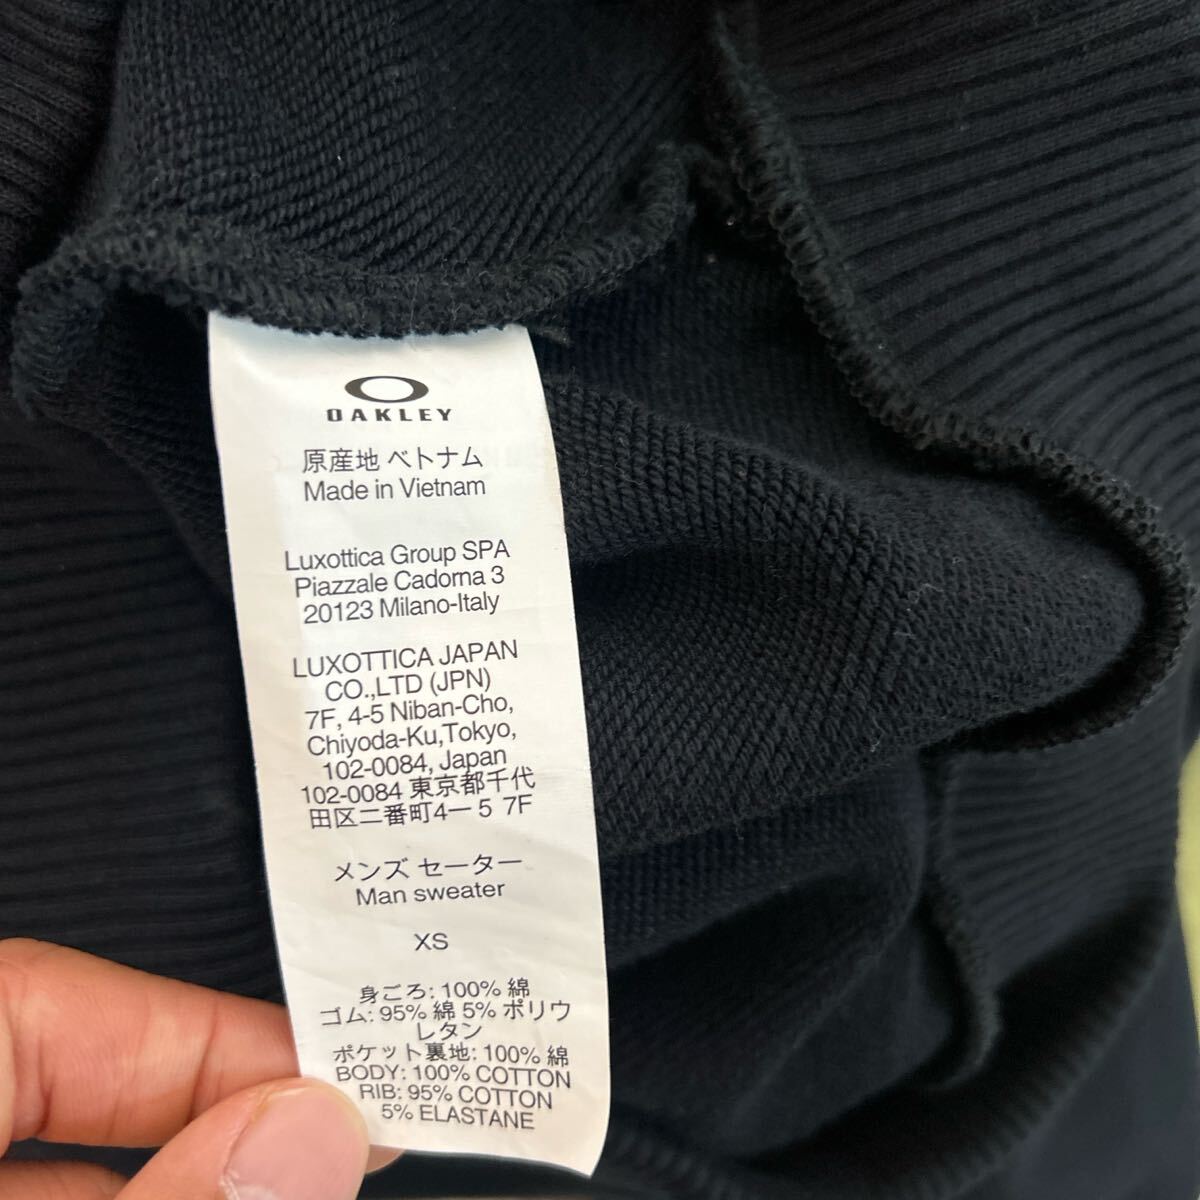 OAKLEY
原産地 ベトナム
Made in Vietnam
Luxottica Group SPA
Piazzale Cadorna 3
20123 Milano-Italy
LUXOTTICA JAPAN
CO.,LTD (JPN)
7F, 4-5 Niban-Cho,
Chiyoda-Ku,Tokyo,
102-0084, Japan
102-0084 東京都千代
田区二番町4ー5 7F
メンズ セーター
Man sweater
XS
身ごろ: 100% 綿
ゴム: 95% 綿 5% ポリウ
レタン
ポケット裏地: 100% 綿
BODY: 100% COTTON
RIB: 95% COTTON
5% ELASTANE